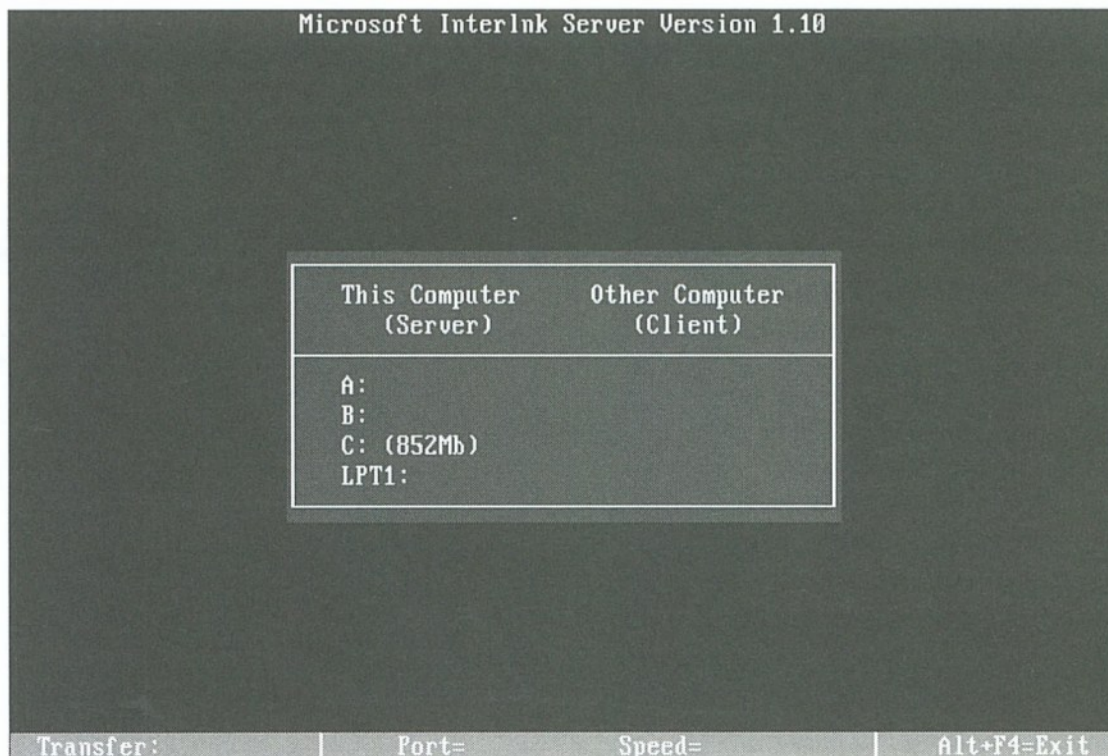 Microsoft Interlnk Server Version 1.10
This Computer Other Computer
(Server) (Client)
A:
B:
C: (852Mb)
LPT1:
Transfer: Port= Speed= Alt+F4=Exit